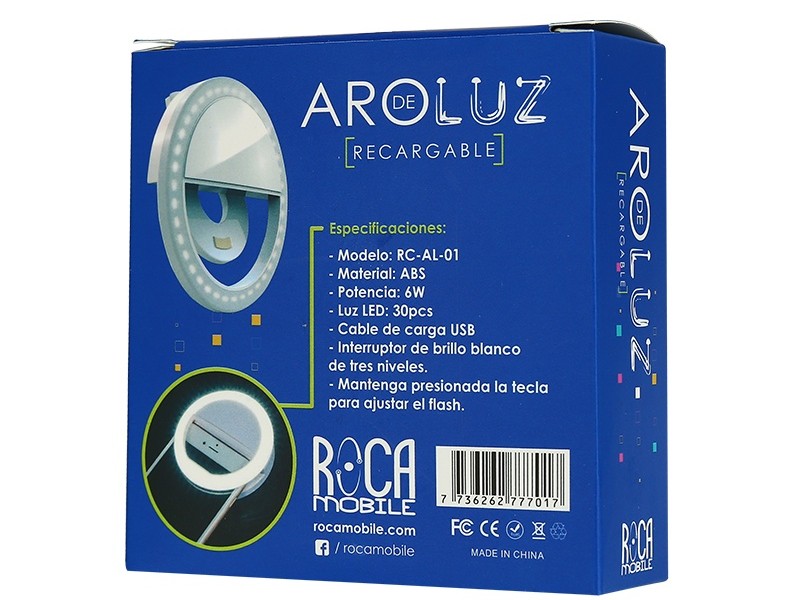 ARO DE LUZ
[RECARGABLE]
Especificaciones:
- Modelo: RC-AL-01
- Material: ABS
- Potencia: 6W
- Luz LED: 30pcs
- Cable de carga USB
- Interruptor de brillo blanco
de tres niveles.
- Mantenga presionada la tecla
para ajustar el flash.
ROCA
MOBILE
rocamobile.com
f / rocamobile
7 736262 777017
FC CE
MADE IN CHINA
ARO DE LUZ
[RECARGABLE]
ROCA
MOBILE